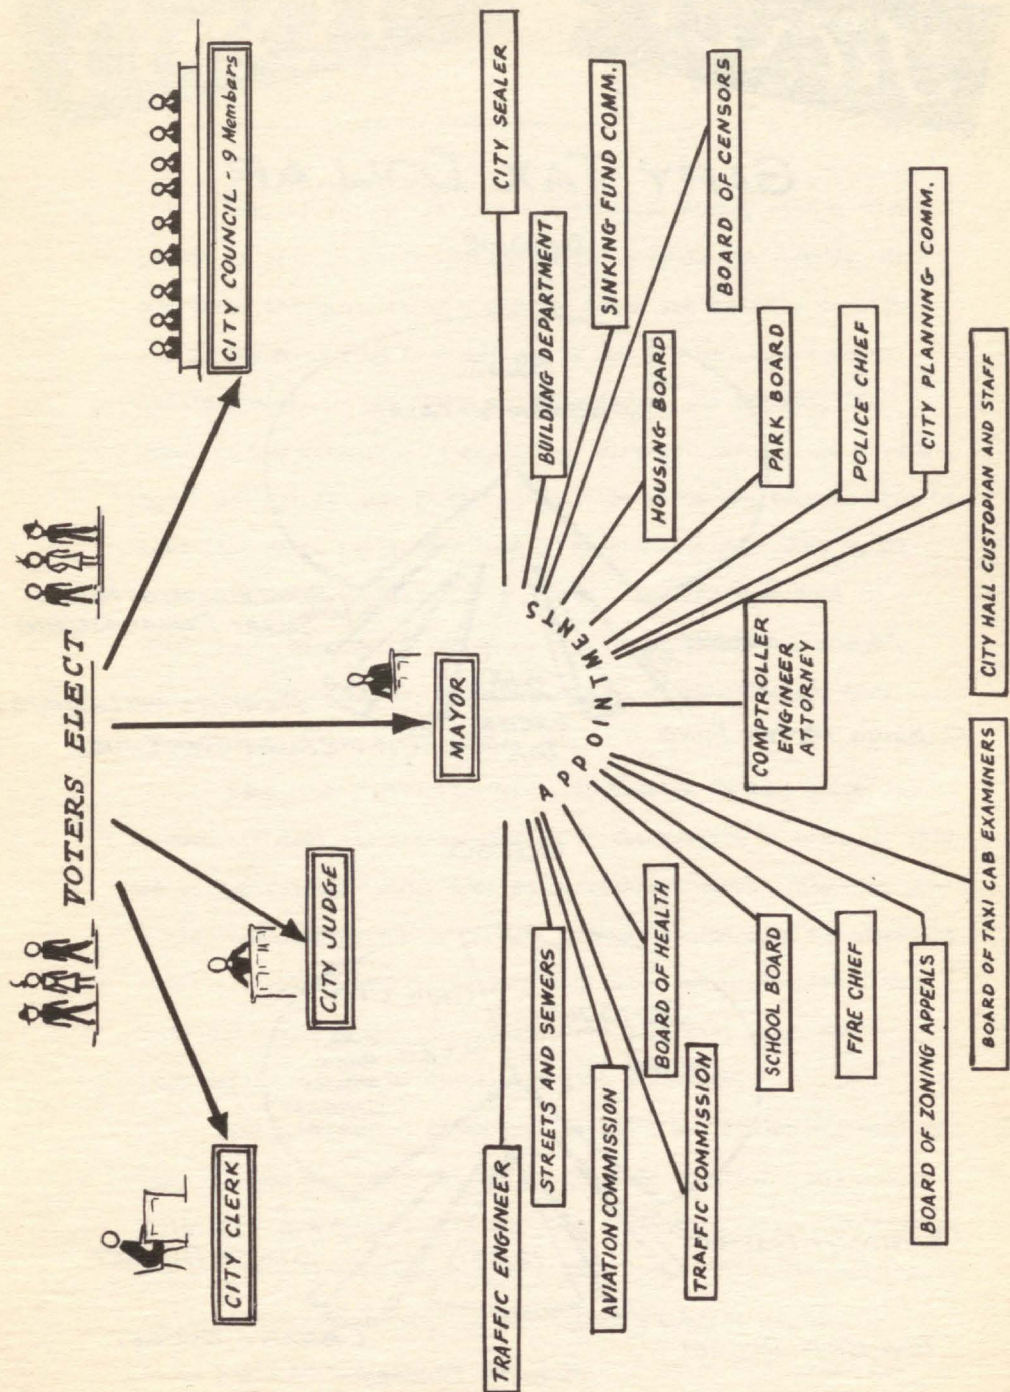 VOTERS ELECT
CITY CLERK
CITY JUDGE
MAYOR
CITY COUNCIL - 9 Members
APPOINTMENTS
TRAFFIC ENGINEER
STREETS AND SEWERS
AVIATION COMMISSION
BOARD OF HEALTH
TRAFFIC COMMISSION
SCHOOL BOARD
FIRE CHIEF
BOARD OF ZONING APPEALS
BOARD OF TAXI CAB EXAMINERS
COMPTROLLER
ENGINEER
ATTORNEY
CITY HALL CUSTODIAN AND STAFF
CITY PLANNING COMM.
POLICE CHIEF
PARK BOARD
HOUSING BOARD
BOARD OF CENSORS
SINKING FUND COMM.
BUILDING DEPARTMENT
CITY SEALER